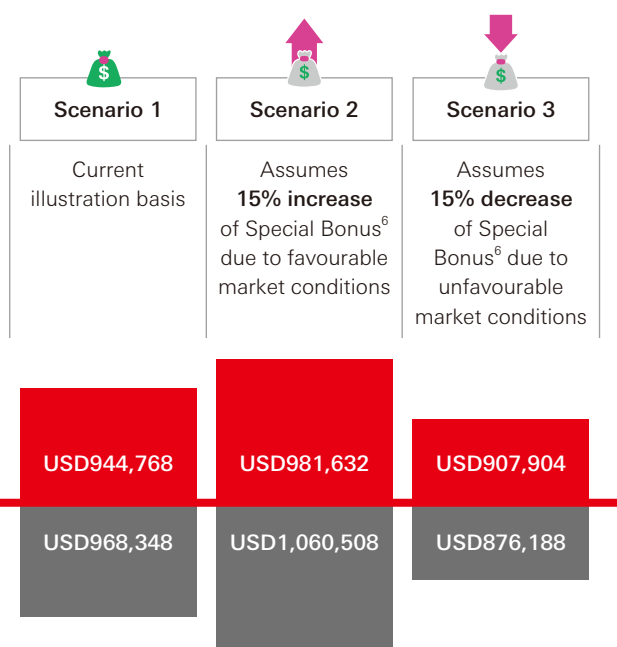 $
$
$
Scenario 1
Scenario 2
Scenario 3
Current
illustration basis
Assumes
15% increase
of Special Bonus⁶
due to favourable
market conditions
Assumes
15% decrease
of Special
Bonus⁶ due to
unfavourable
market conditions
USD944,768
USD981,632
USD907,904
USD968,348
USD1,060,508
USD876,188